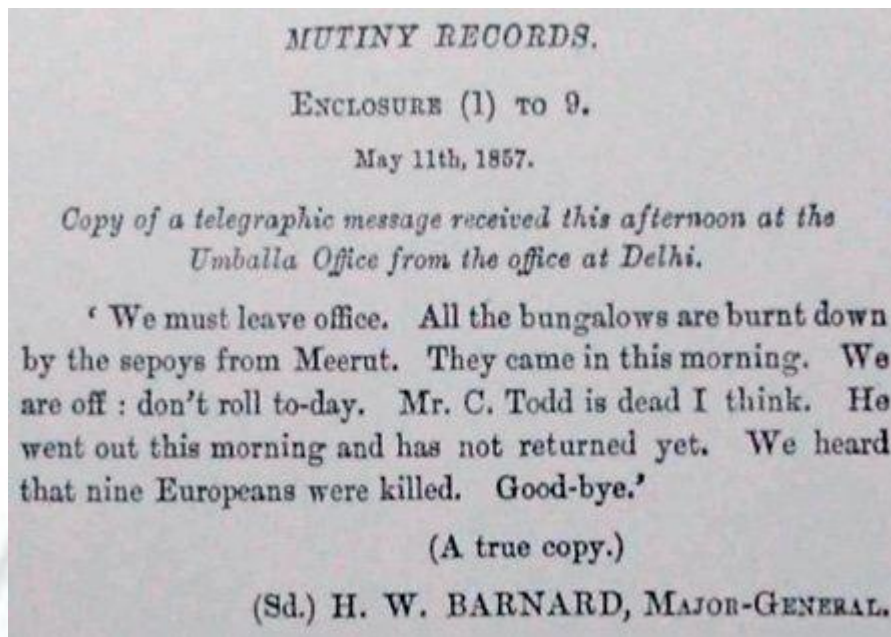 MUTINY RECORDS.
ENCLOSURE (1) TO 9.
May 11th, 1857.
Copy of a telegraphic message received this afternoon at the
Umballa Office from the office at Delhi.
‘ We must leave office. All the bungalows are burnt down
by the sepoys from Meerut. They came in this morning. We
are off : don't roll to-day. Mr. C. Todd is dead I think. He
went out this morning and has not returned yet. We heard
that nine Europeans were killed. Good-bye.’
(A true copy.)
(Sd.) H. W. BARNARD, MAJOR-GENERAL.